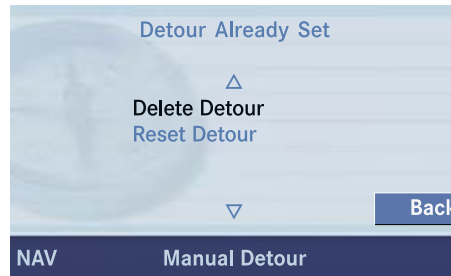 Detour Already Set
Delete Detour
Reset Detour
Back
NAV Manual Detour